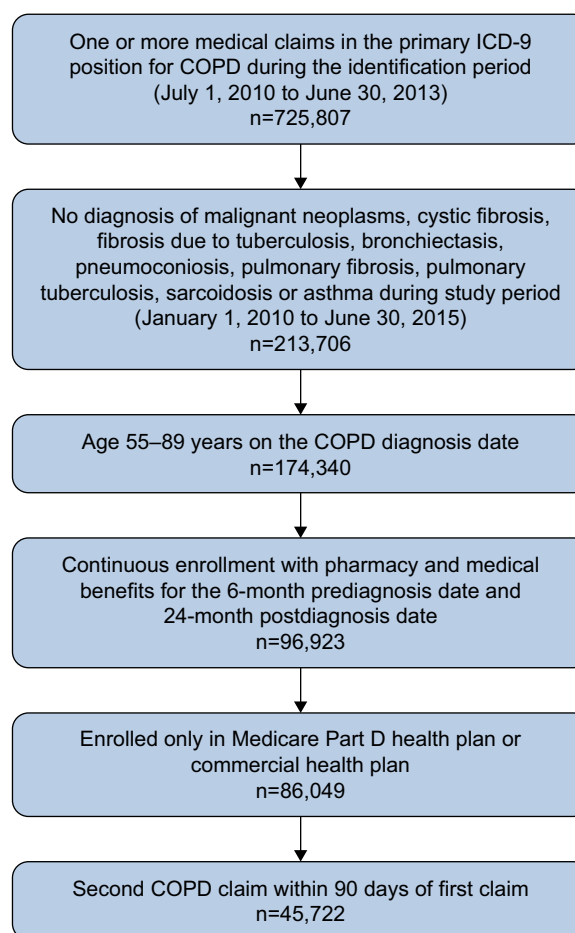 One or more medical claims in the primary ICD-9
position for COPD during the identification period
(July 1, 2010 to June 30, 2013)
n=725,807
No diagnosis of malignant neoplasms, cystic fibrosis,
fibrosis due to tuberculosis, bronchiectasis,
pneumoconiosis, pulmonary fibrosis, pulmonary
tuberculosis, sarcoidosis or asthma during study period
(January 1, 2010 to June 30, 2015)
n=213,706
Age 55–89 years on the COPD diagnosis date
n=174,340
Continuous enrollment with pharmacy and medical
benefits for the 6-month prediagnosis date and
24-month postdiagnosis date
n=96,923
Enrolled only in Medicare Part D health plan or
commercial health plan
n=86,049
Second COPD claim within 90 days of first claim
n=45,722